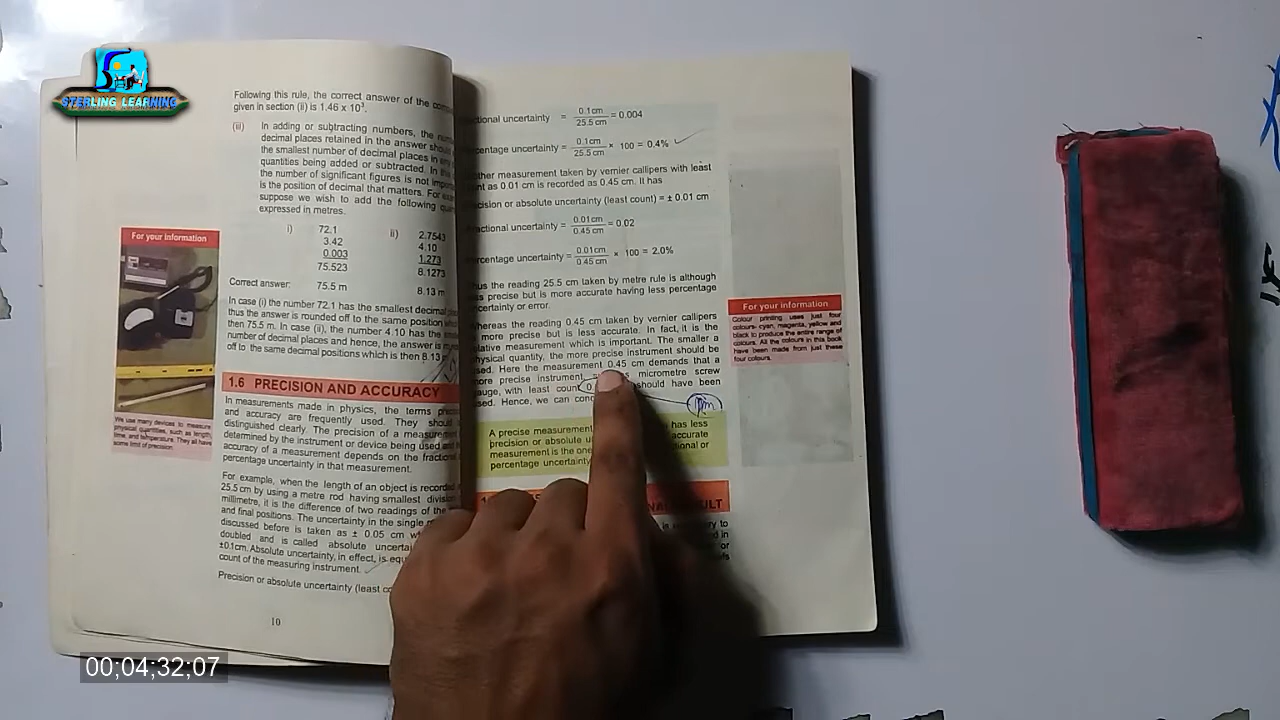 STERLING LEARNING
Following this rule, the correct answer of the
given in section (ii) is 1.46 x 10³.
(iii) In adding or subtracting numbers, the
decimal places retained in the answer
the smallest number of decimal places in
quantities being added or subtracted. In
the number of significant figures is not
is the position of decimal that matters. For
suppose we wish to add the following
expressed in metres.
i) 72.1 ii) 2.7543
3.42 4.10
0.003 1.273
75.523 8.1273
Correct answer: 75.5 m 8.13 m
In case (i) the number 72.1 has the smallest decimal
the answer is rounded off to the same position
then 75.5 m. In case (ii), the number 4.10 has the
number of decimal places and hence, the answer is
off to the same decimal positions which is then 8.13
1.6 PRECISION AND ACCURACY
In measurements made in physics, the terms
and accuracy are frequently used. They should
distinguished clearly. The precision of a
determined by the instrument or device being used
accuracy of a measurement depends on the
percentage uncertainty in that measurement.
For example, when the length of an object is recorded
25.5 cm by using a metre rod having smallest
millimetre, it is the difference of two readings of the
and final positions. The uncertainty in the single
discussed before is taken as ± 0.05 cm
doubled and is called absolute
±0.1cm. Absolute uncertainty, in effect, is
count of the measuring instrument.
Precision or absolute uncertainty (least
10
For your information
We use many devices to measure
physical quantities, such as length,
time, and temperature. They all have
some limit of precision.
uncertainty = 0.1cm / 25.5 cm = 0.004
uncertainty = 0.1cm / 25.5 cm × 100 = 0.4%
measurement taken by vernier callipers with least
as 0.01 cm is recorded as 0.45 cm. It has
or absolute uncertainty (least count) = ± 0.01 cm
uncertainty = 0.01cm / 0.45 cm = 0.02
uncertainty = 0.01cm / 0.45 cm × 100 = 2.0%
the reading 25.5 cm taken by metre rule is although
precise but is more accurate having less percentage
or error.
the reading 0.45 cm taken by vernier callipers
more precise but is less accurate. In fact, it is the
measurement which is important. The smaller a
quantity, the more precise instrument should be
Here the measurement 0.45 cm demands that a
precise instrument, micrometre screw
with least count should have been
Hence, we can
A precise measurement has less
precision or absolute accurate
measurement is the one or
percentage
For your information
Colour printing uses just four
colours- cyan, magenta, yellow and
black to produce the entire range of
colours. All the colours in this book
have been made from just these
four colours.
00;04;32;07